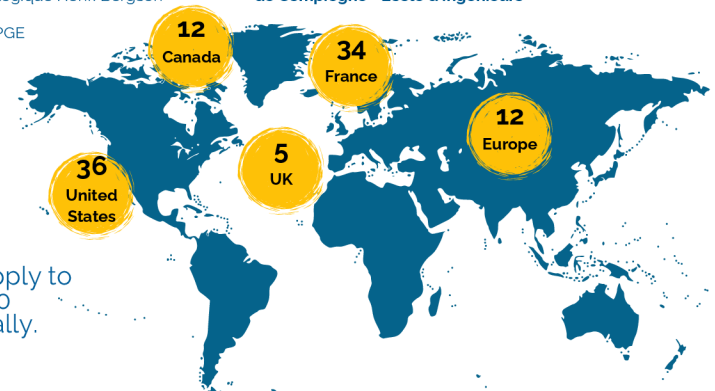 PGE
12
Canada
34
France
12
Europe
5
UK
36
United
States
pply to
ally.